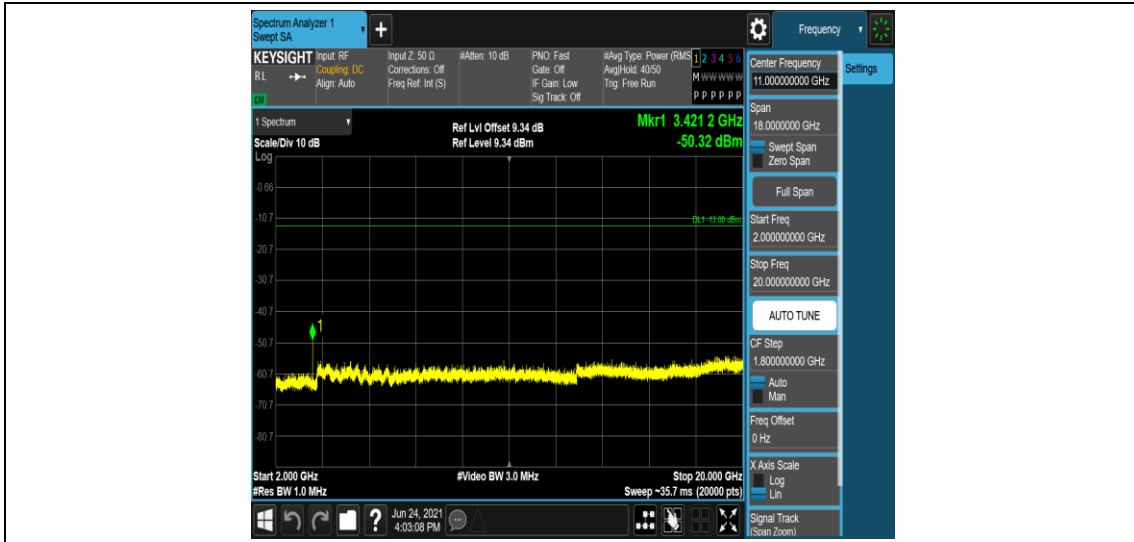 Spectrum Analyzer 1
Swept SA
Frequency
KEYSIGHT
RL
Input: RF
Coupling: DC
Align: Auto
Input Z: 50 Ω
Corrections: Off
Freq Ref: Int (S)
#Atten: 10 dB
PNO: Fast
Gate: Off
IF Gain: Low
Sig Track: Off
#Avg Type: Power (RMS
Avg|Hold: 40/50
Trig: Free Run
1 2 3 4 5 6
M W W W W W
P P P P P P
1 Spectrum
Scale/Div 10 dB
Log
Ref Lvl Offset 9.34 dB
Ref Level 9.34 dBm
Mkr1 3.421 2 GHz
-50.32 dBm
-0.66
-10.7
DL1 -13.00 dBm
-20.7
-30.7
-40.7
1
-50.7
-60.7
-70.7
-80.7
Start 2.000 GHz
#Res BW 1.0 MHz
#Video BW 3.0 MHz
Stop 20.000 GHz
Sweep ~35.7 ms (20000 pts)
Center Frequency
11.000000000 GHz
Settings
Span
18.0000000 GHz
Swept Span
Zero Span
Full Span
Start Freq
2.000000000 GHz
Stop Freq
20.000000000 GHz
AUTO TUNE
CF Step
1.800000000 GHz
Auto
Man
Freq Offset
0 Hz
X Axis Scale
Log
Lin
Signal Track
(Span Zoom)
?
Jun 24, 2021
4:03:08 PM